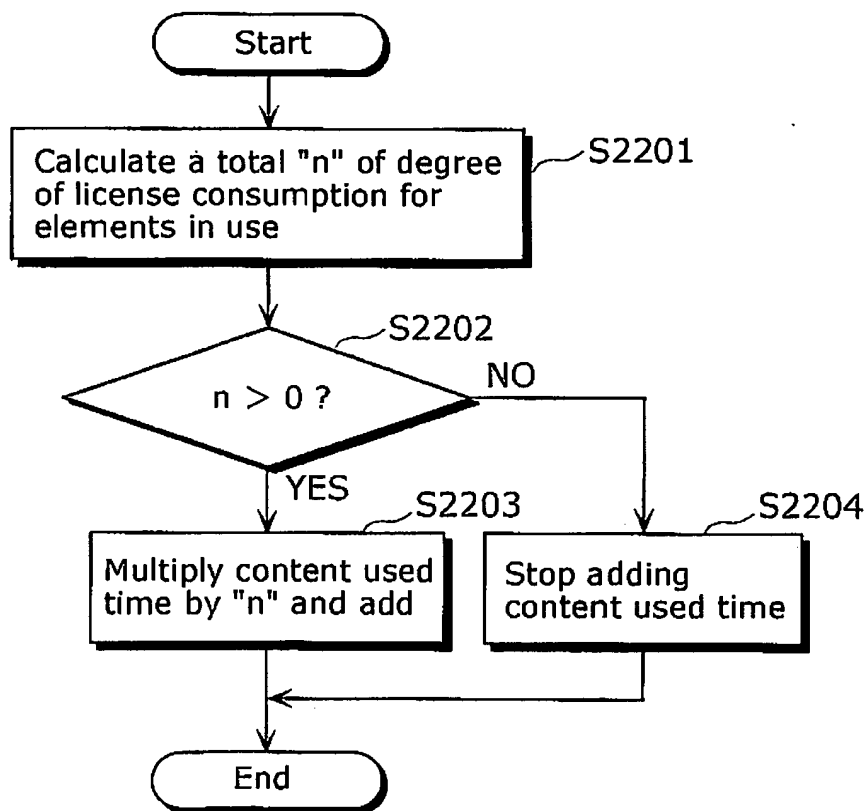 Start
S2201
Calculate a total "n" of degree
of license consumption for
elements in use
S2202
n > 0 ?
NO
YES
S2203
Multiply content used
time by "n" and add
S2204
Stop adding
content used time
End